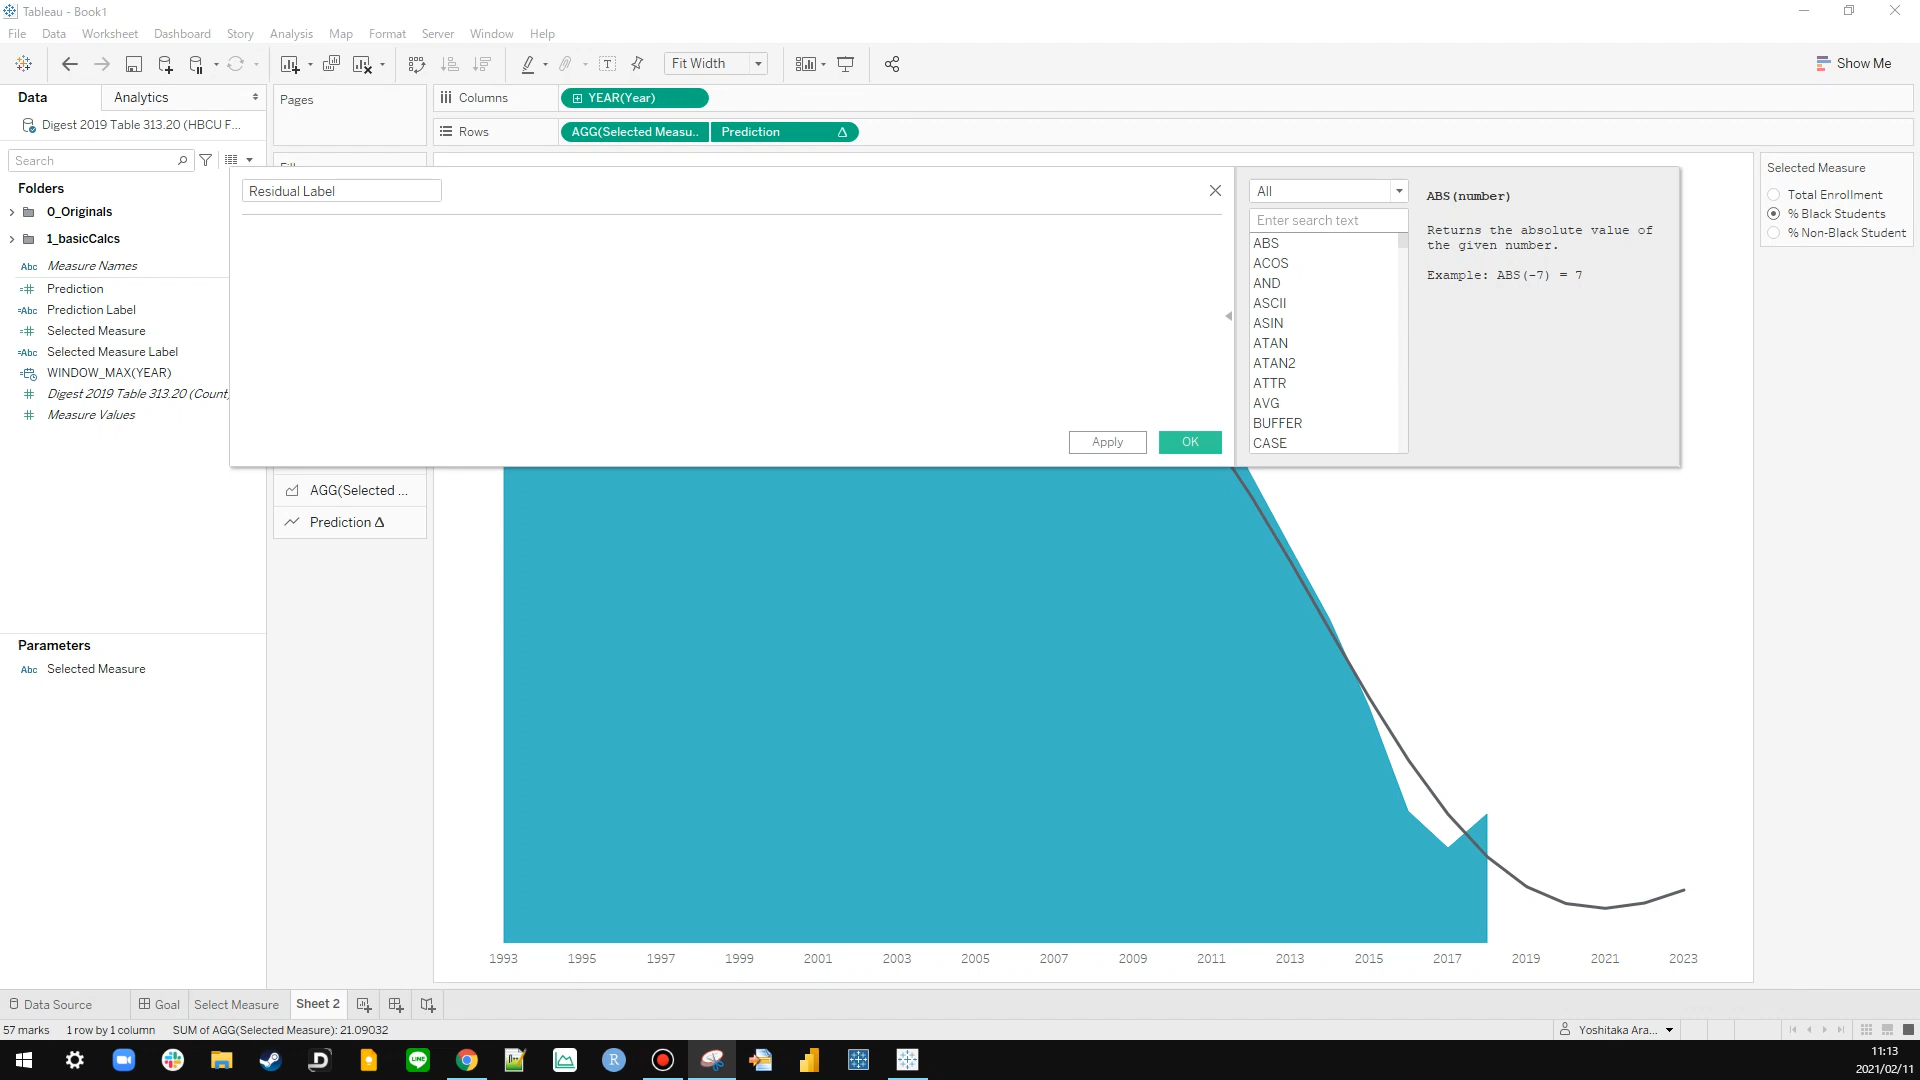 Tableau - Book1
File Data Worksheet Dashboard Story Analysis Map Format Server Window Help
Fit Width
Show Me
Data Analytics
Pages
Columns YEAR(Year)
Digest 2019 Table 313.20 (HBCU F...
Rows AGG(Selected Measu.. Prediction Δ
Search
Folders
0_Originals
1_basicCalcs
Abc Measure Names
=# Prediction
=Abc Prediction Label
=# Selected Measure
=Abc Selected Measure Label
WINDOW_MAX(YEAR)
# Digest 2019 Table 313.20 (Count)
# Measure Values
Residual Label
Apply OK
All
Enter search text
ABS
ACOS
AND
ASCII
ASIN
ATAN
ATAN2
ATTR
AVG
BUFFER
CASE
ABS(number)
Returns the absolute value of
the given number.
Example: ABS(-7) = 7
Selected Measure
Total Enrollment
% Black Students
% Non-Black Student
AGG(Selected ...
Prediction Δ
Parameters
Abc Selected Measure
1993 1995 1997 1999 2001 2003 2005 2007 2009 2011 2013 2015 2017 2019 2021 2023
Data Source Goal Select Measure Sheet 2
57 marks 1 row by 1 column SUM of AGG(Selected Measure): 21.09032
Yoshitaka Ara...
LINE
R
11:13
2021/02/11